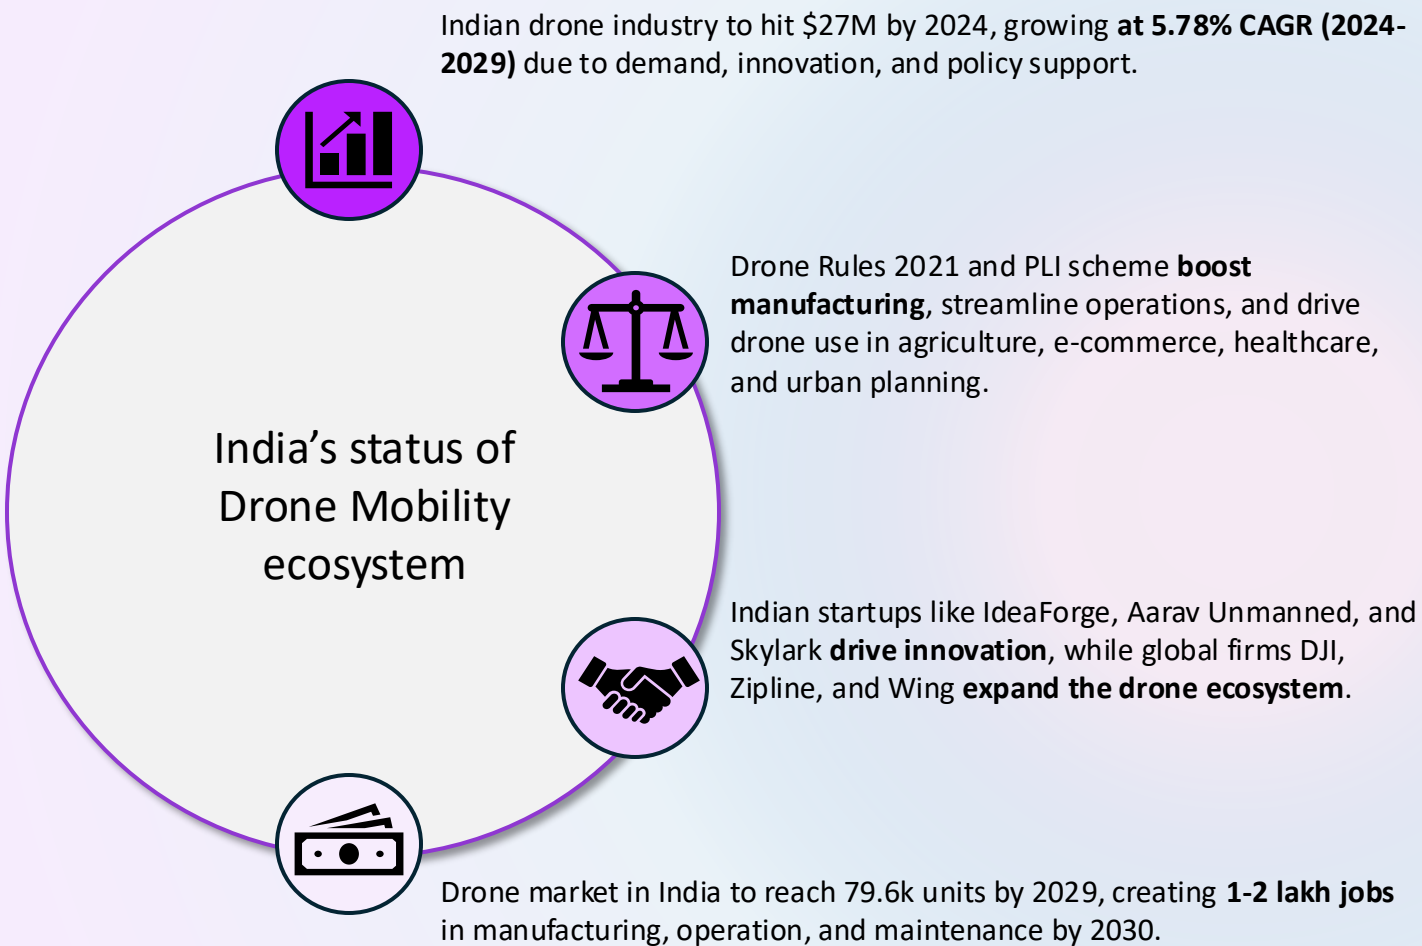 Indian drone industry to hit $27M by 2024, growing at 5.78% CAGR (2024-
2029) due to demand, innovation, and policy support.
Drone Rules 2021 and PLI scheme boost
manufacturing, streamline operations, and drive
drone use in agriculture, e-commerce, healthcare,
and urban planning.
India’s status of
Drone Mobility
ecosystem
Indian startups like IdeaForge, Aarav Unmanned, and
Skylark drive innovation, while global firms DJI,
Zipline, and Wing expand the drone ecosystem.
Drone market in India to reach 79.6k units by 2029, creating 1-2 lakh jobs
in manufacturing, operation, and maintenance by 2030.